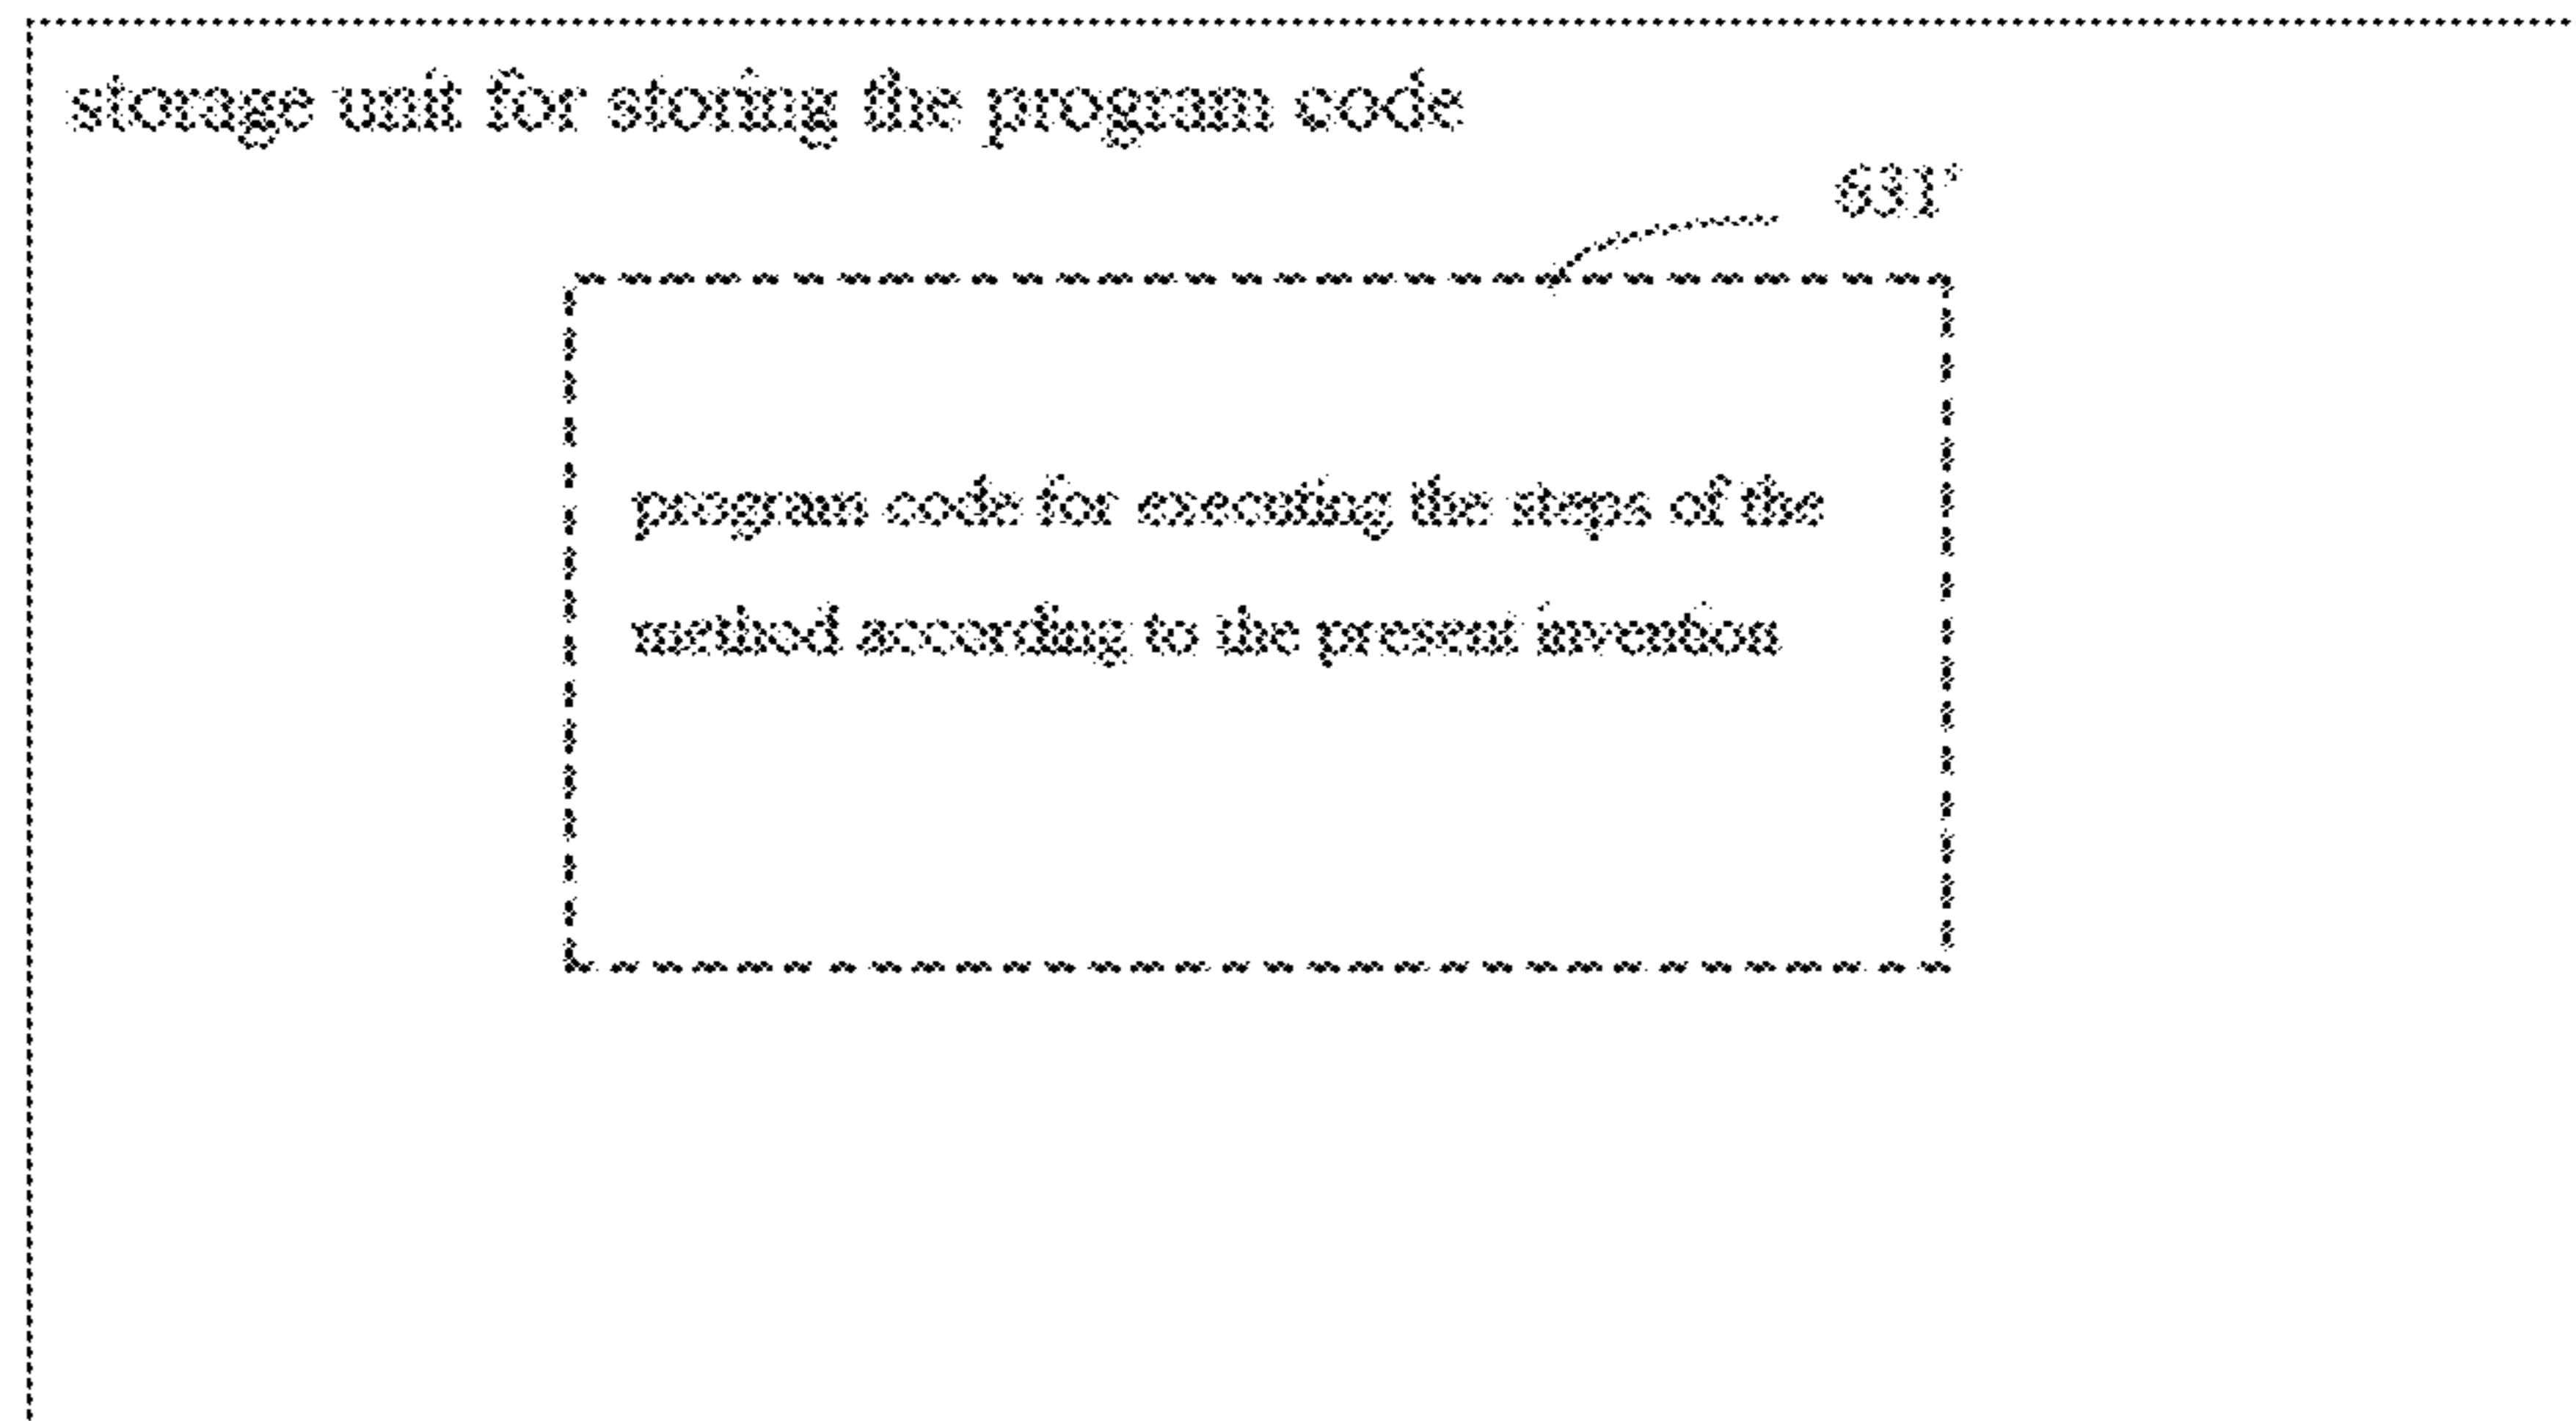 storage unit for storing the program code
631'
program code for executing the steps of the
method according to the present invention